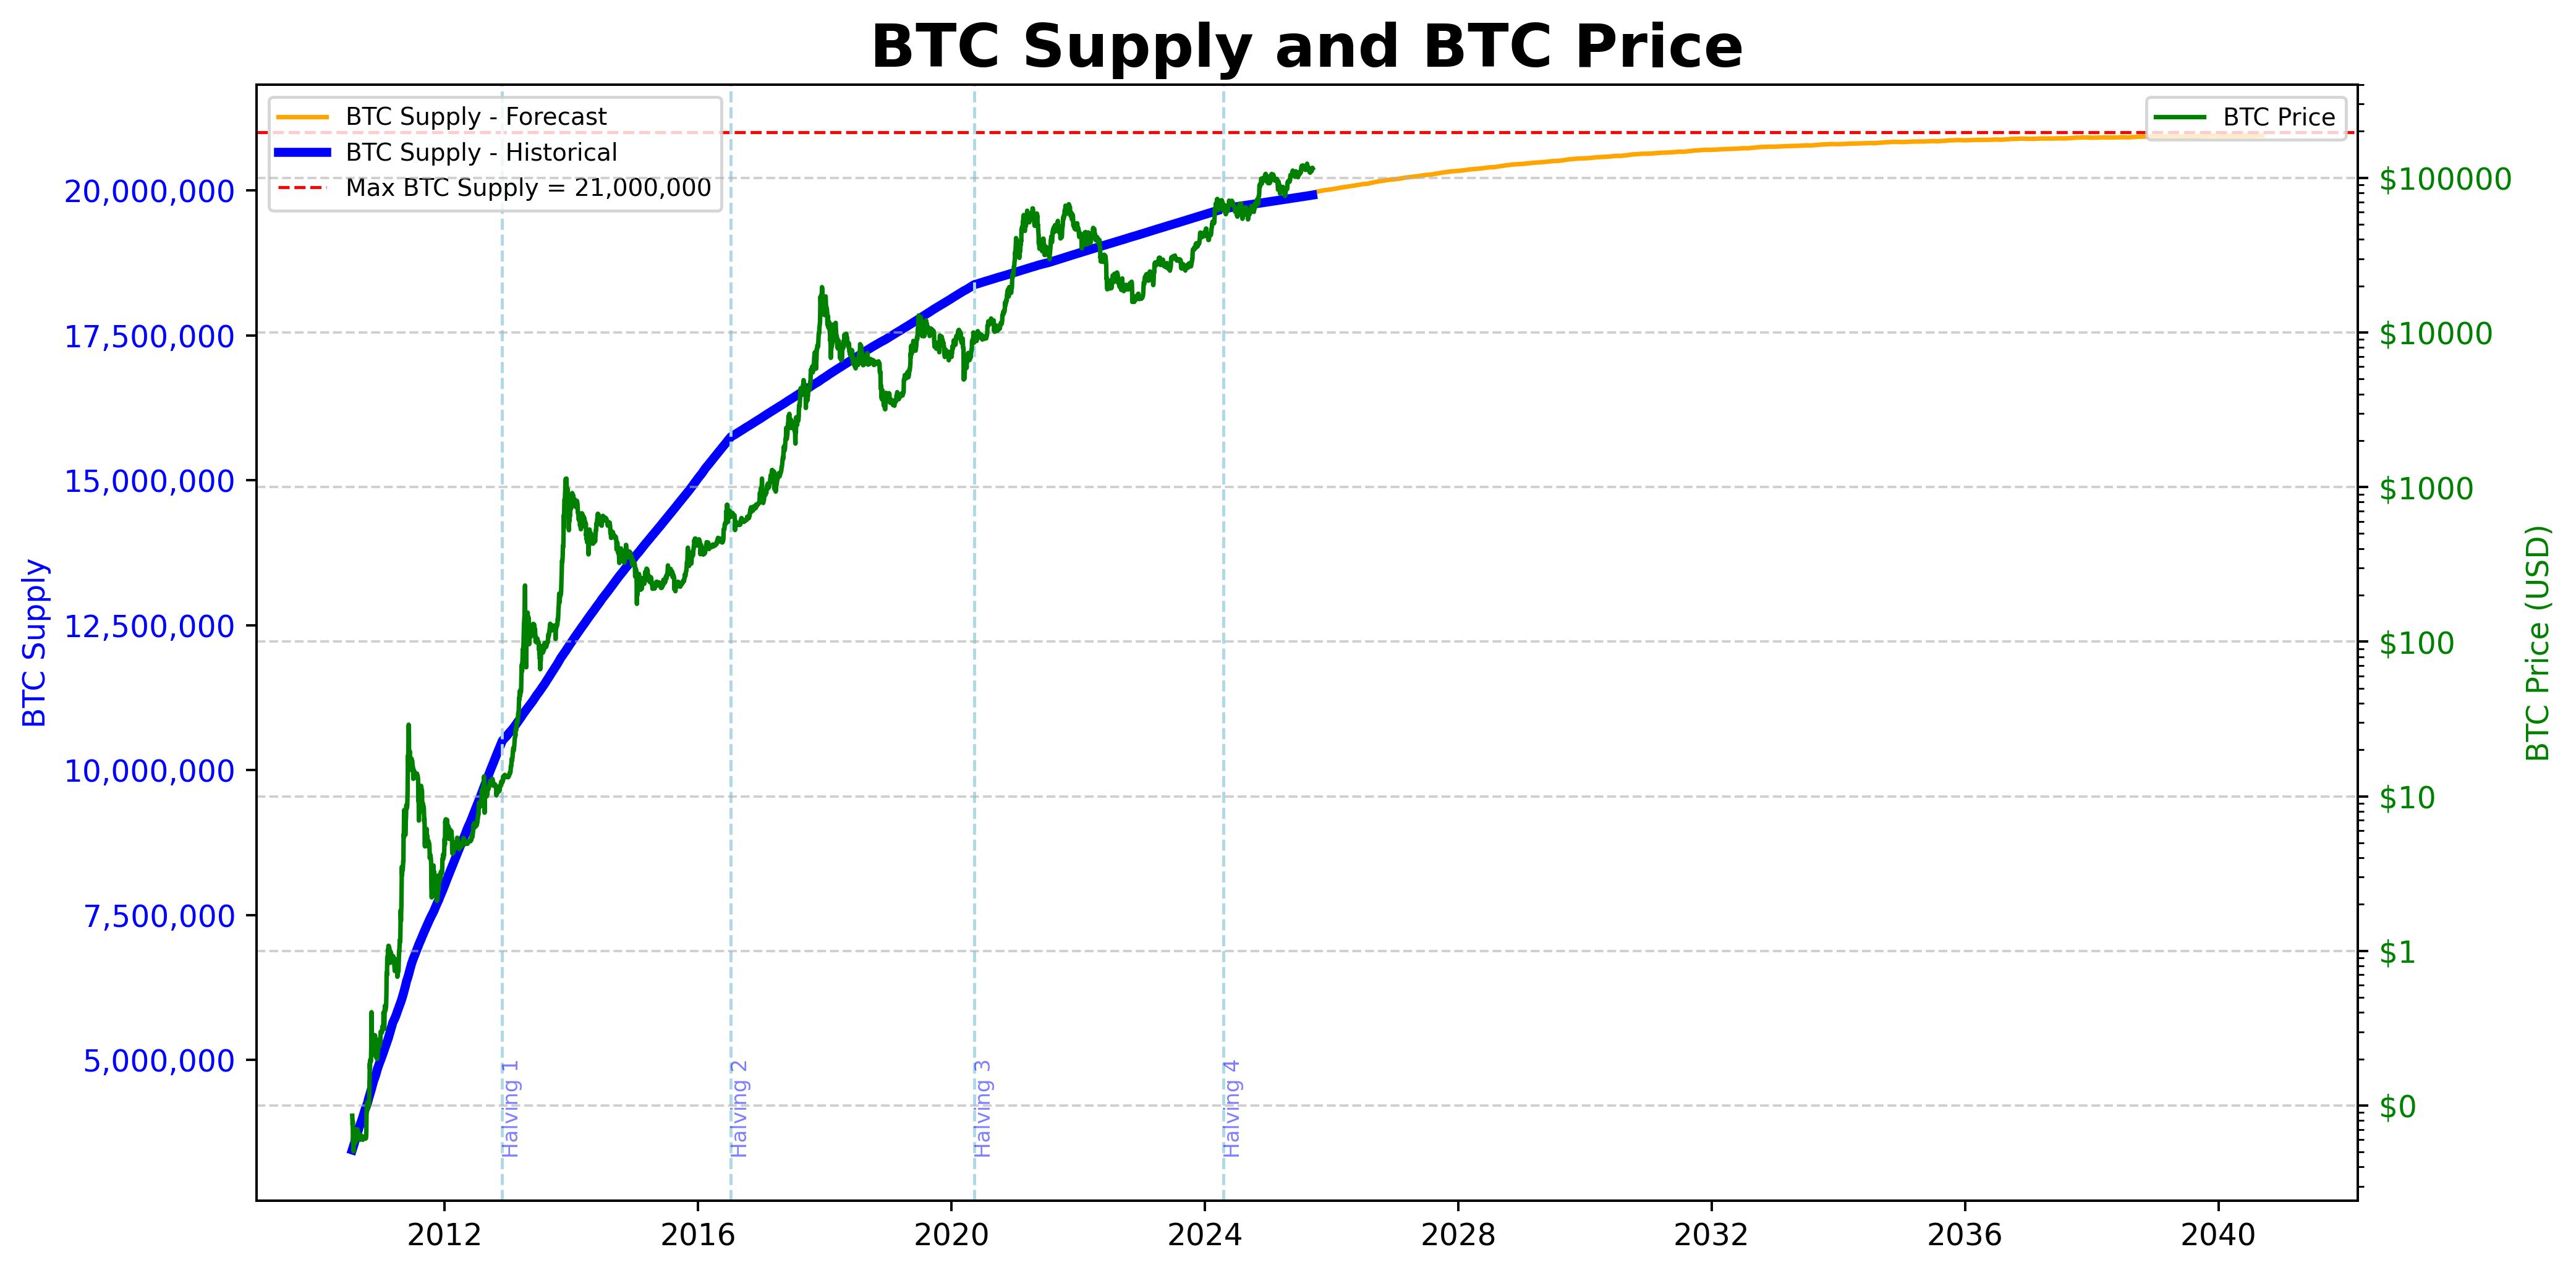 BTC Supply and BTC Price
BTC Supply - Forecast
BTC Supply - Historical
Max BTC Supply = 21,000,000
BTC Price
BTC Supply
20,000,000
17,500,000
15,000,000
12,500,000
10,000,000
7,500,000
5,000,000
Halving 1
Halving 2
Halving 3
Halving 4
$100000
$10000
$1000
$100
$10
$1
$0
BTC Price (USD)
2012
2016
2020
2024
2028
2032
2036
2040